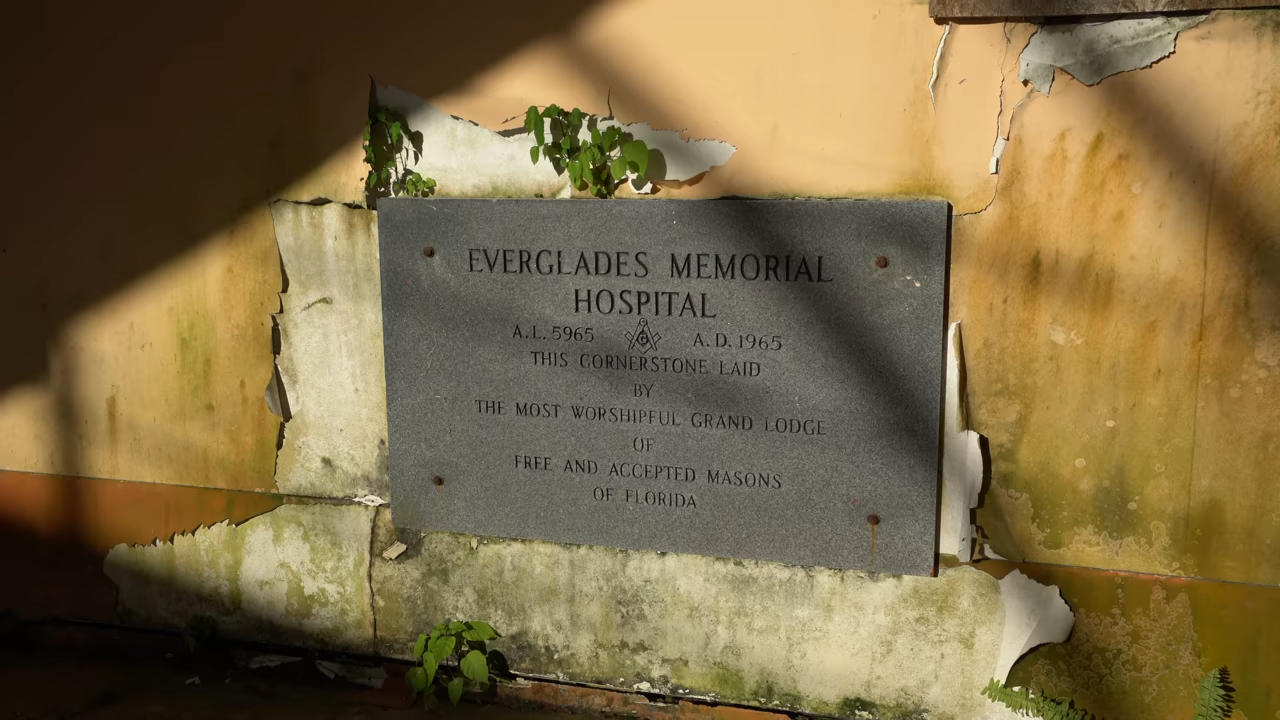 EVERGLADES MEMORIAL
HOSPITAL
A.L. 5965 G A.D. 1965
THIS CORNERSTONE LAID
BY
THE MOST WORSHIPFUL GRAND LODGE
OF
FREE AND ACCEPTED MASONS
OF FLORIDA